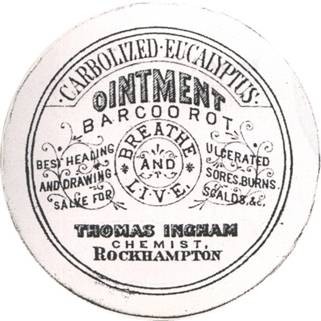 CARBOLIZED·EUCALYPTUS
OINTMENT
BARCOO ROT.
BREATHE
AND
LIVE.
BEST HEALING
AND DRAWING
SALVE FOR
ULCERATED
SORES. BURNS.
SCALDS, &C.
THOMAS INGHAM
CHEMIST,
ROCKHAMPTON